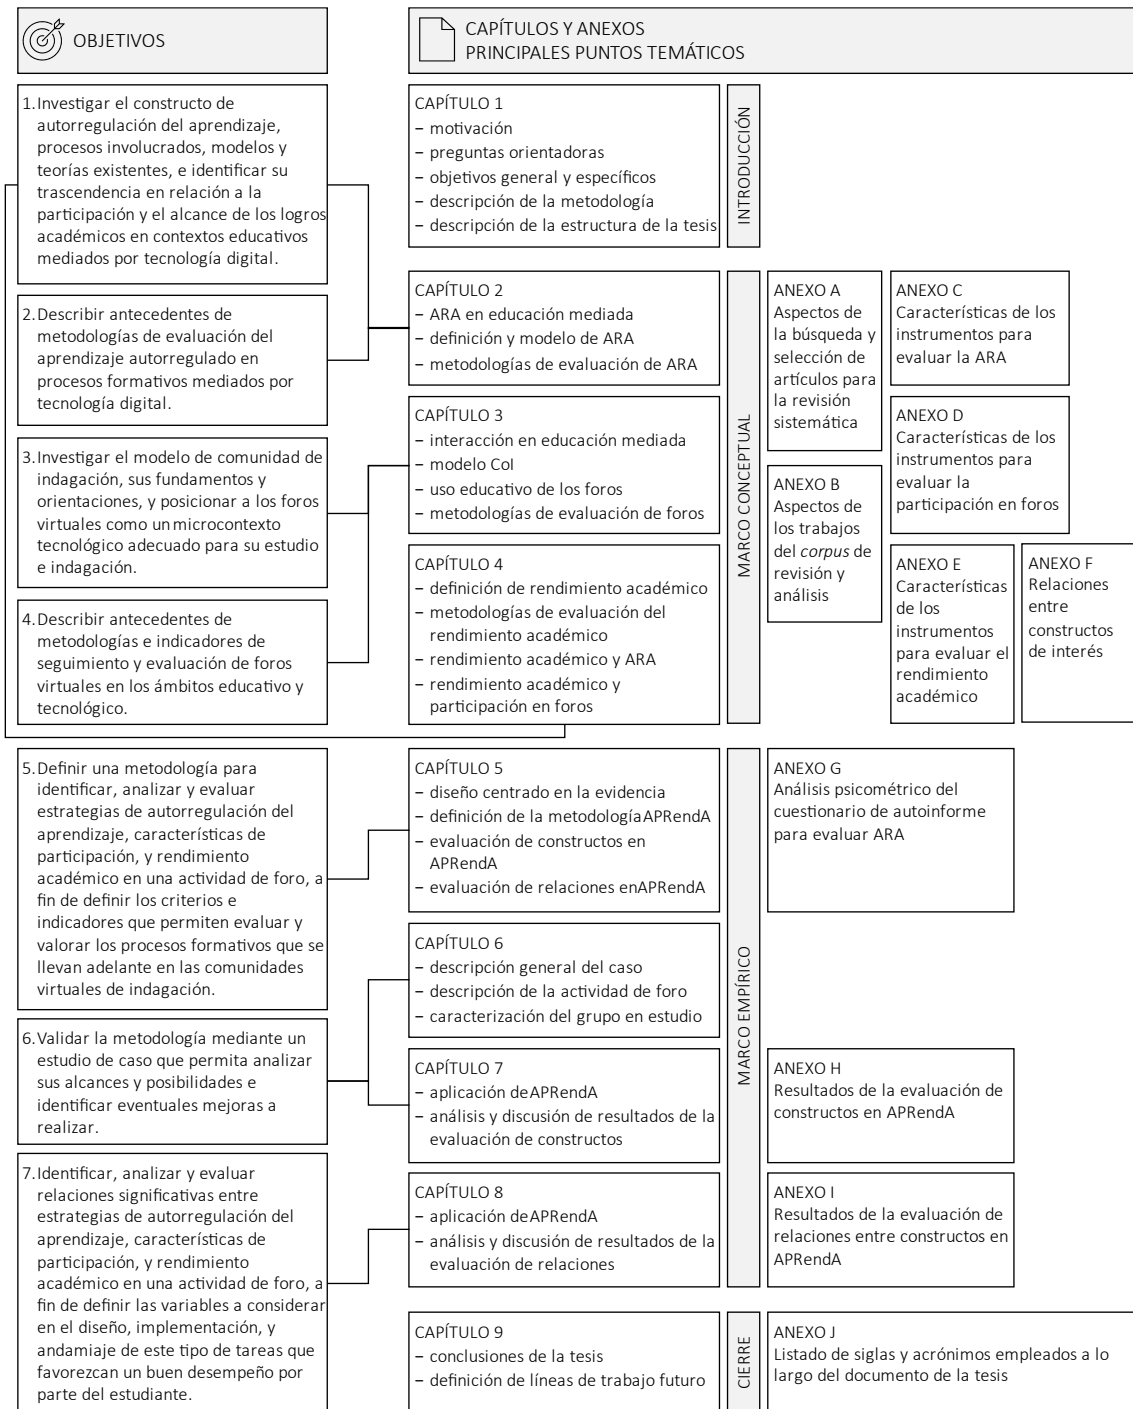 OBJETIVOS
CAPÍTULOS Y ANEXOS
PRINCIPALES PUNTOS TEMÁTICOS
1. Investigar el constructo de
autorregulación del aprendizaje,
procesos involucrados, modelos y
teorías existentes, e identificar su
trascendencia en relación a la
participación y el alcance de los logros
académicos en contextos educativos
mediados por tecnología digital.
2. Describir antecedentes de
metodologías de evaluación del
aprendizaje autorregulado en
procesos formativos mediados por
tecnología digital.
3. Investigar el modelo de comunidad de
indagación, sus fundamentos y
orientaciones, y posicionar a los foros
virtuales como un microcontexto
tecnológico adecuado para su estudio
e indagación.
4. Describir antecedentes de
metodologías e indicadores de
seguimiento y evaluación de foros
virtuales en los ámbitos educativo y
tecnológico.
5. Definir una metodología para
identificar, analizar y evaluar
estrategias de autorregulación del
aprendizaje, características de
participación, y rendimiento
académico en una actividad de foro, a
fin de definir los criterios e
indicadores que permiten evaluar y
valorar los procesos formativos que se
llevan adelante en las comunidades
virtuales de indagación.
6. Validar la metodología mediante un
estudio de caso que permita analizar
sus alcances y posibilidades e
identificar eventuales mejoras a
realizar.
7. Identificar, analizar y evaluar
relaciones significativas entre
estrategias de autorregulación del
aprendizaje, características de
participación, y rendimiento
académico en una actividad de foro, a
fin de definir las variables a considerar
en el diseño, implementación, y
andamiaje de este tipo de tareas que
favorezcan un buen desempeño por
parte del estudiante.
CAPÍTULO 1
– motivación
– preguntas orientadoras
– objetivos general y específicos
– descripción de la metodología
– descripción de la estructura de la tesis
INTRODUCCIÓN
CAPÍTULO 2
– ARA en educación mediada
– definición y modelo de ARA
– metodologías de evaluación de ARA
CAPÍTULO 3
– interacción en educación mediada
– modelo CoI
– uso educativo de los foros
– metodologías de evaluación de foros
CAPÍTULO 4
– definición de rendimiento académico
– metodologías de evaluación del
rendimiento académico
– rendimiento académico y ARA
– rendimiento académico y
participación en foros
MARCO CONCEPTUAL
ANEXO A
Aspectos de
la búsqueda y
selección de
artículos para
la revisión
sistemática
ANEXO B
Aspectos de
los trabajos
del corpus de
revisión y
análisis
ANEXO C
Características de los
instrumentos para
evaluar la ARA
ANEXO D
Características de los
instrumentos para
evaluar la
participación en foros
ANEXO E
Características
de los
instrumentos
para evaluar el
rendimiento
académico
ANEXO F
Relaciones
entre
constructos
de interés
CAPÍTULO 5
– diseño centrado en la evidencia
– definición de la metodología APRendA
– evaluación de constructos en
APRendA
– evaluación de relaciones en APRendA
CAPÍTULO 6
– descripción general del caso
– descripción de la actividad de foro
– caracterización del grupo en estudio
CAPÍTULO 7
– aplicación de APRendA
– análisis y discusión de resultados de la
evaluación de constructos
CAPÍTULO 8
– aplicación de APRendA
– análisis y discusión de resultados de la
evaluación de relaciones
MARCO EMPÍRICO
ANEXO G
Análisis psicométrico del
cuestionario de autoinforme
para evaluar ARA
ANEXO H
Resultados de la evaluación de
constructos en APRendA
ANEXO I
Resultados de la evaluación de
relaciones entre constructos en
APRendA
CAPÍTULO 9
– conclusiones de la tesis
– definición de líneas de trabajo futuro
CIERRE
ANEXO J
Listado de siglas y acrónimos empleados a lo
largo del documento de la tesis